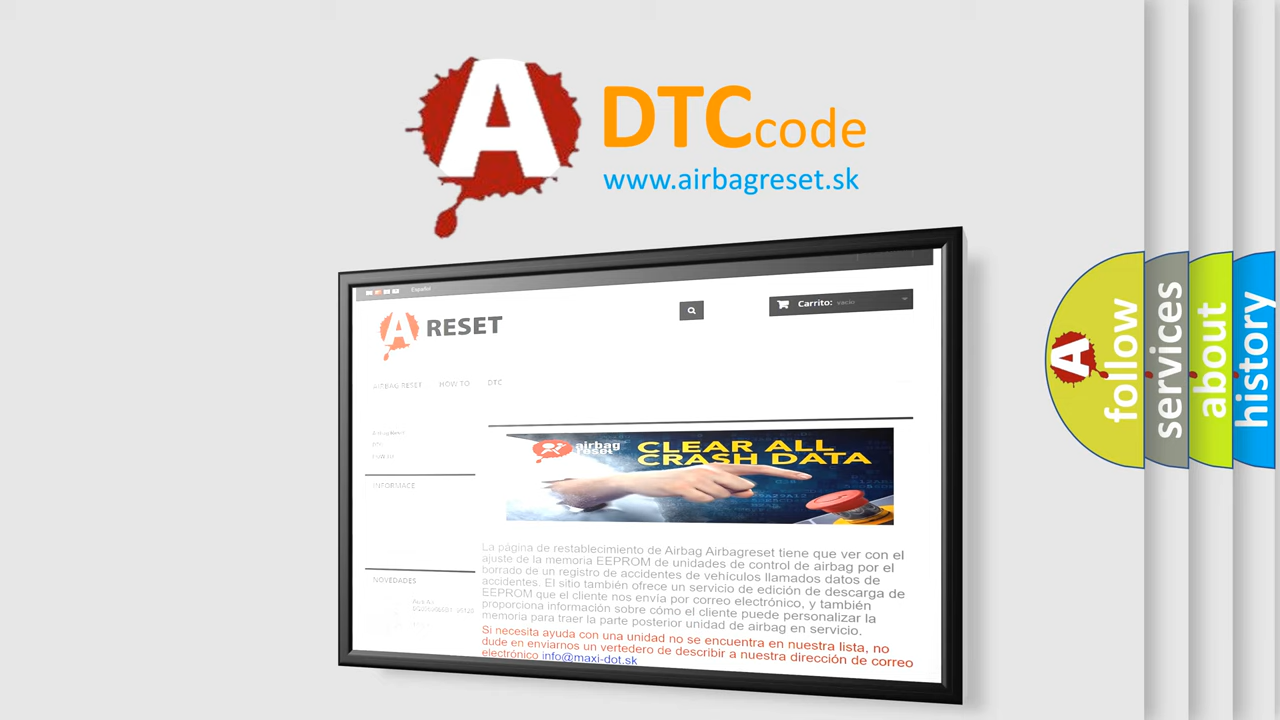 A
DTCcode
www.airbagreset.sk
Español
A RESET
Carrito: vacío
AIRBAG RESET HOW TO DTC
INFORMACE
airbag
reset
CLEAR ALL
CRASH DATA
La página de restablecimiento de Airbag Airbagreset tiene que ver con el
ajuste de la memoria EEPROM de unidades de control de airbag por el
borrado de un registro de accidentes de vehículos llamados datos de
accidentes. El sitio también ofrece un servicio de edición de descarga de
EEPROM que el cliente nos envía por correo electrónico, y también
proporciona información sobre cómo el cliente puede personalizar la
memoria para traer la parte posterior unidad de airbag en servicio.
Si necesita ayuda con una unidad no se encuentra en nuestra lista, no
dude en enviarnos un vertedero de describir a nuestra dirección de correo
electrónico info@maxi-dot.sk
NOVEDADES
A
follow
services
about
history